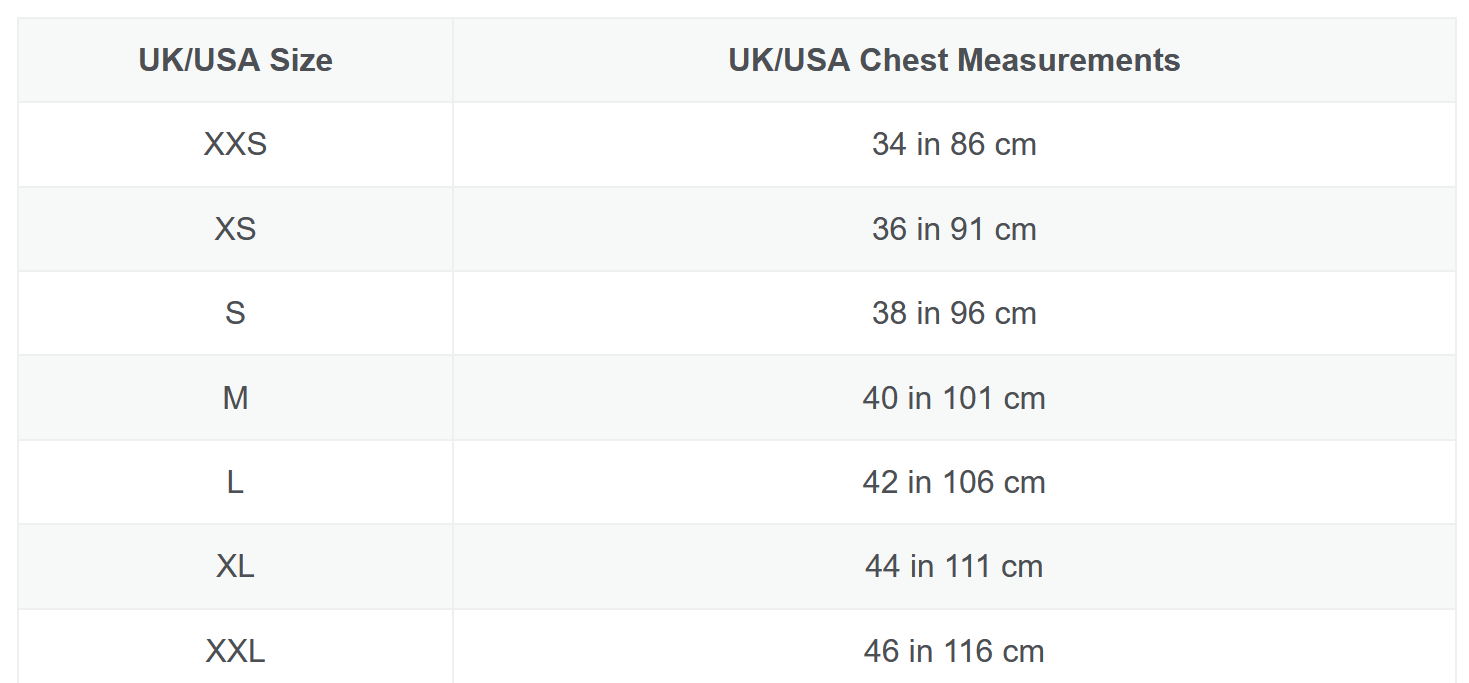 UK/USA Size UK/USA Chest Measurements
XXS 34 in 86 cm
XS 36 in 91 cm
S 38 in 96 cm
M 40 in 101 cm
L 42 in 106 cm
XL 44 in 111 cm
XXL 46 in 116 cm